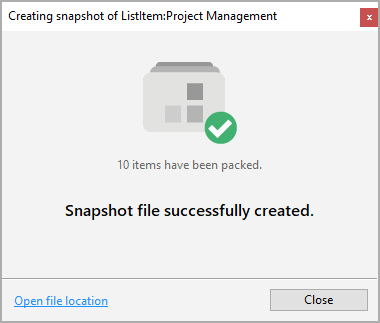 Creating snapshot of ListItem:Project Management
x
10 items have been packed.
Snapshot file successfully created.
Open file location
Close